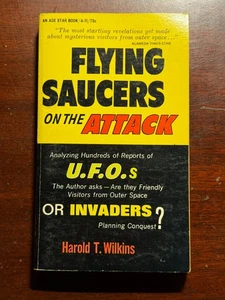 AN ACE STAR BOOK / K-11 / 75c
"The most startling revelations yet made
about mysterious visitors from outer space..."
FLYING
SAUCERS
ON THE ATTACK
Analyzing Hundreds of Reports of
U.F.O.s
The Author asks — Are they Friendly
Visitors from Outer Space
OR INVADERS?
Planning Conquest
Harold T. Wilkins